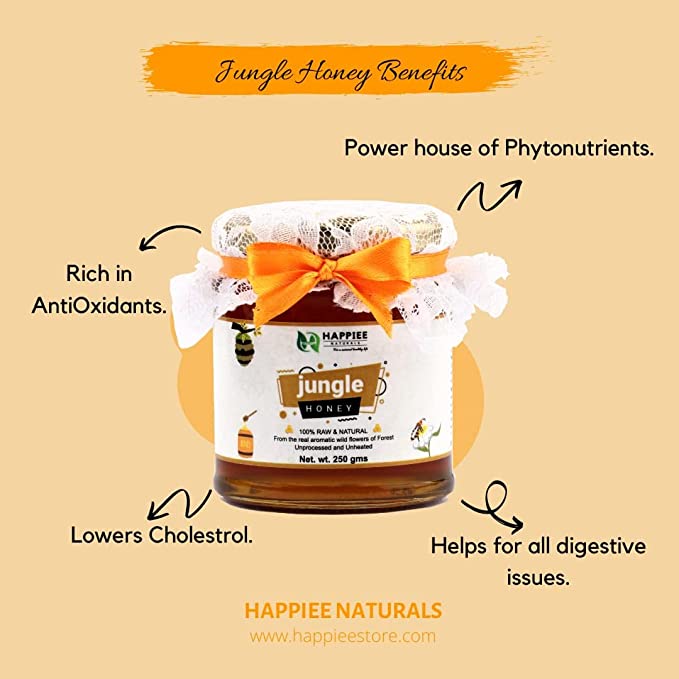 Jungle Honey Benefits
Power house of Phytonutrients.
Rich in
AntiOxidants.
HAPPIEE
NATURALS
jungle
HONEY
100% RAW & NATURAL
From the real aromatic wild flowers of Forest
Unprocessed and Unheated
Net. wt. 250 gms
Lowers Cholestrol.
Helps for all digestive
issues.
HAPPIEE NATURALS
www.happieestore.com